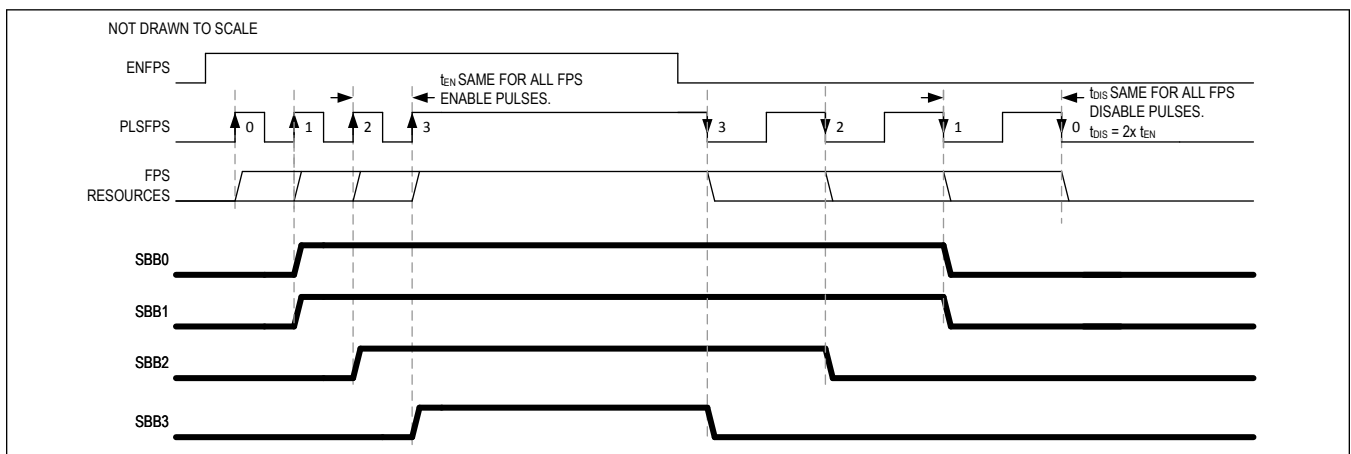 NOT DRAWN TO SCALE
ENFPS
tEN SAME FOR ALL FPS
ENABLE PULSES.
tDIS SAME FOR ALL FPS
DISABLE PULSES.
tDIS = 2x tEN
PLSFPS 0 1 2 3 3 2 1 0
FPS
RESOURCES
SBB0
SBB1
SBB2
SBB3